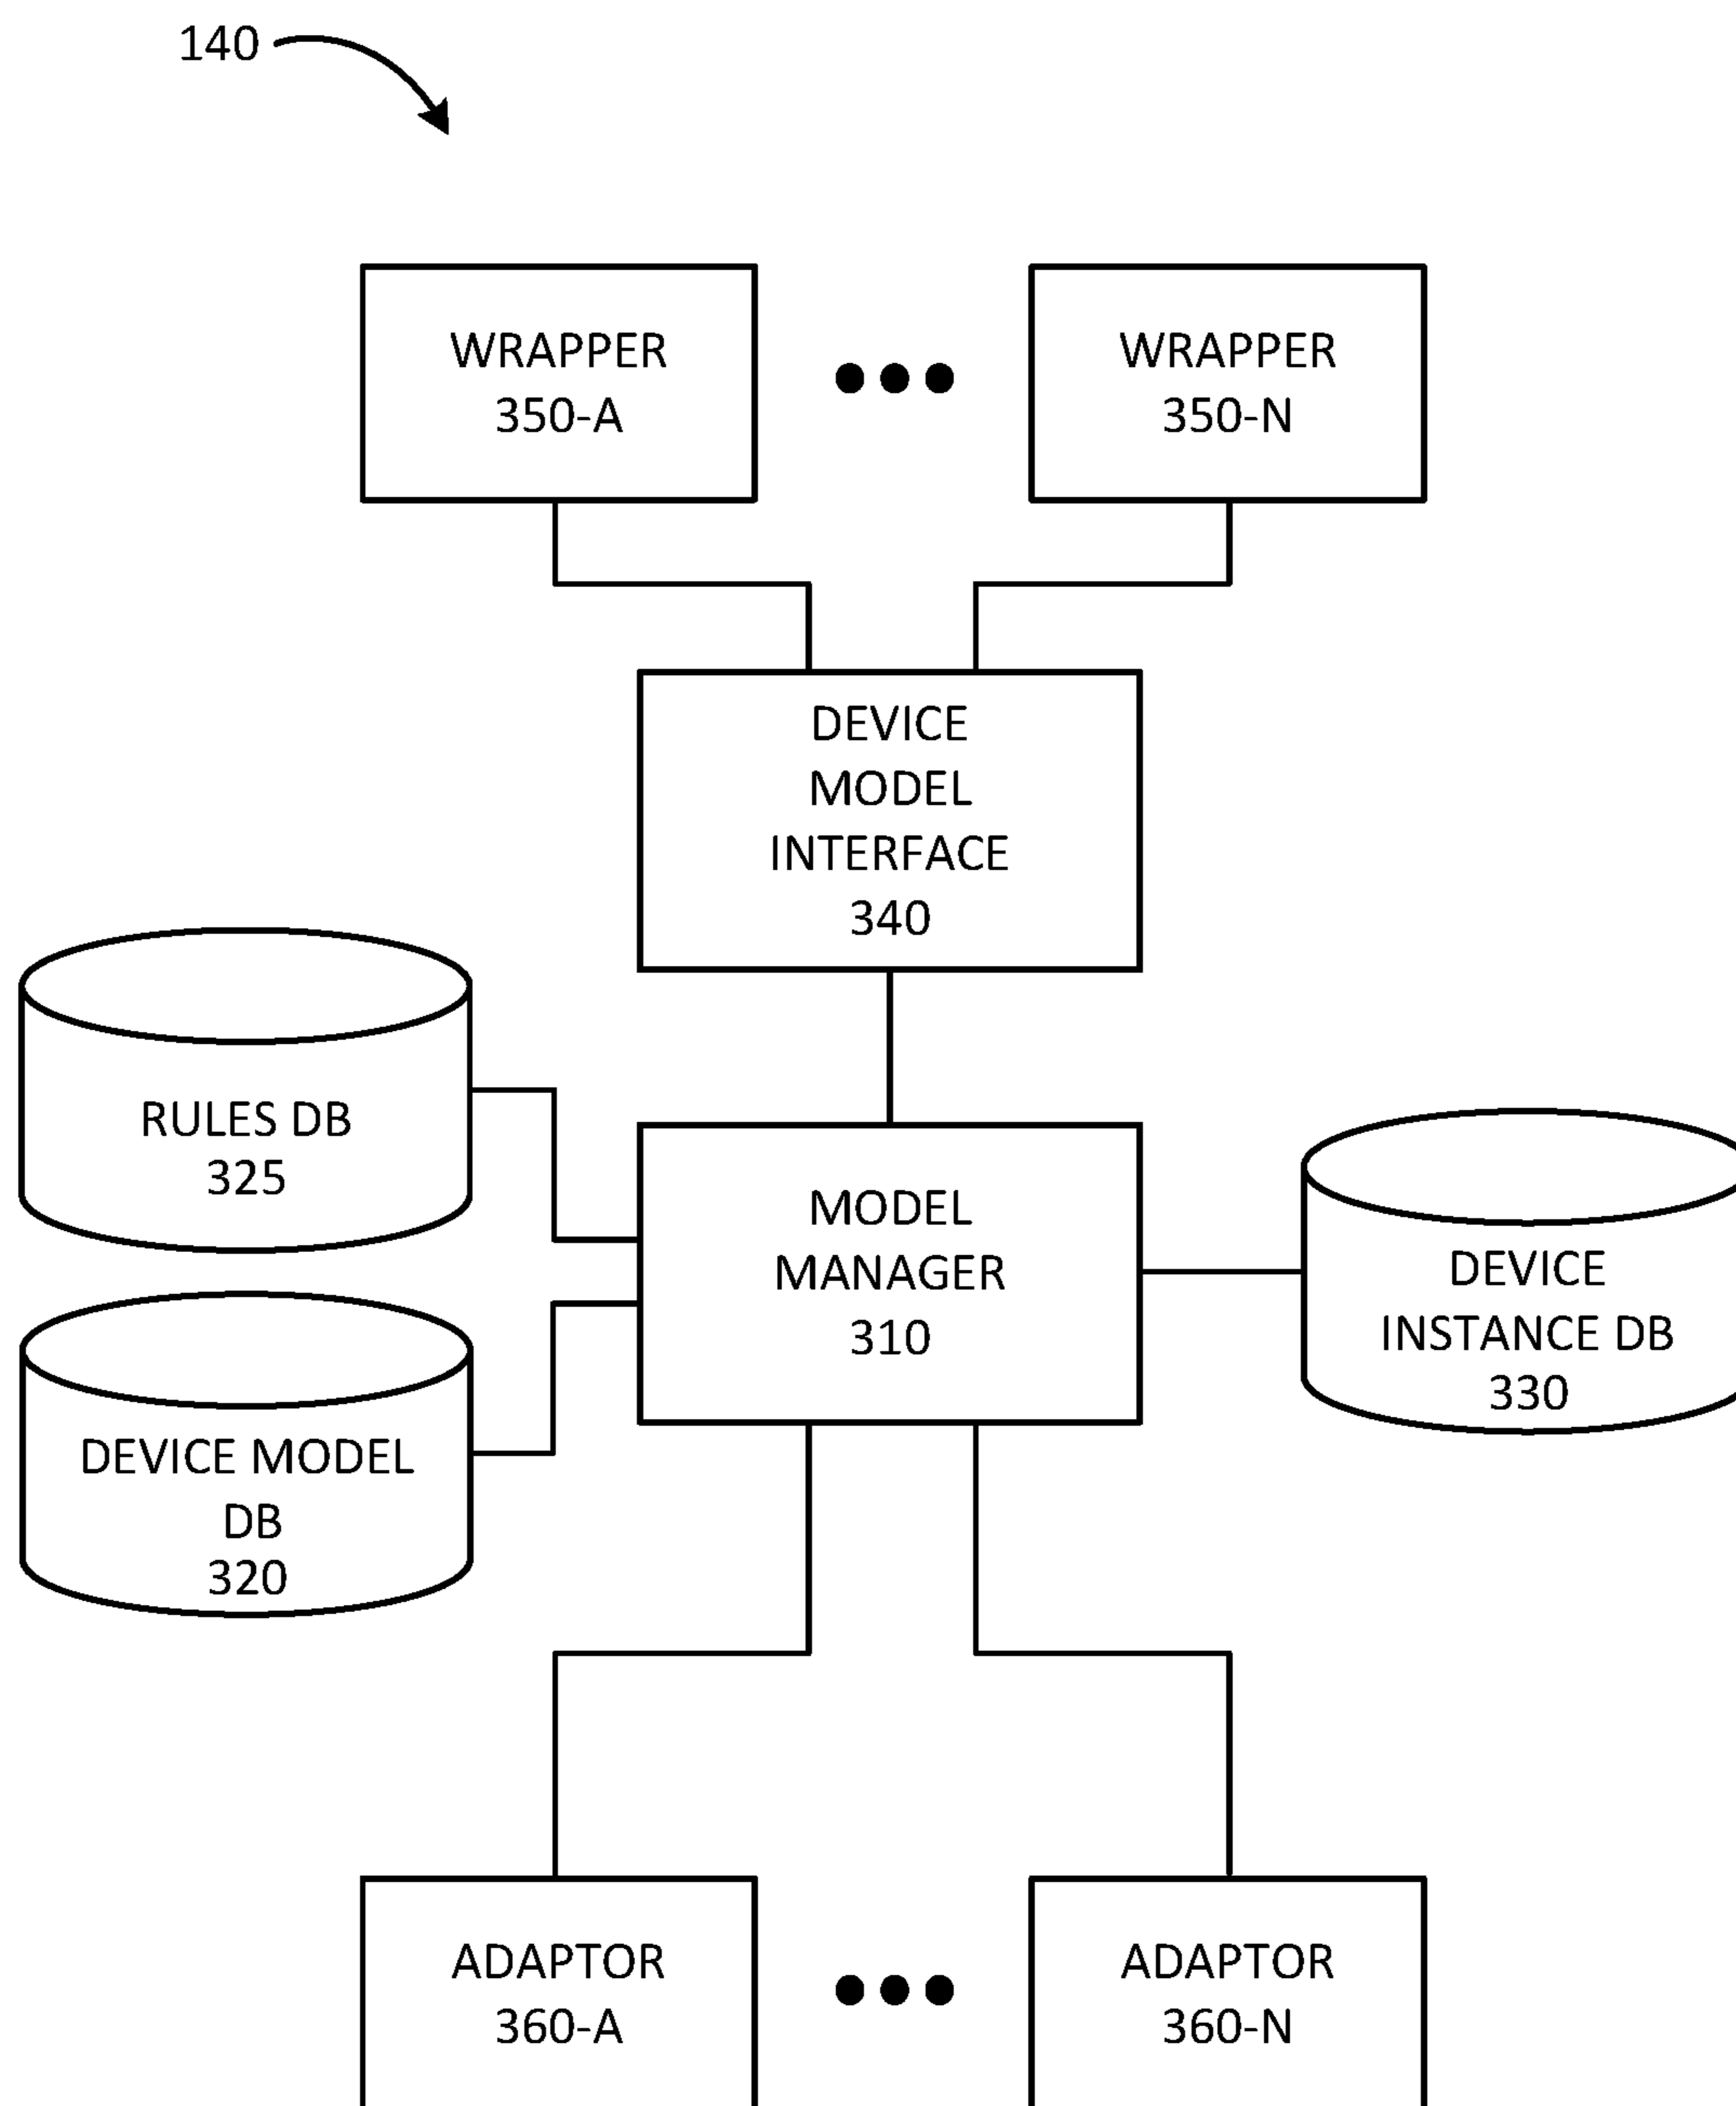 140
WRAPPER
350-A
WRAPPER
350-N
DEVICE
MODEL
INTERFACE
340
RULES DB
325
MODEL
MANAGER
310
DEVICE
INSTANCE DB
330
DEVICE MODEL
DB
320
ADAPTOR
360-A
ADAPTOR
360-N